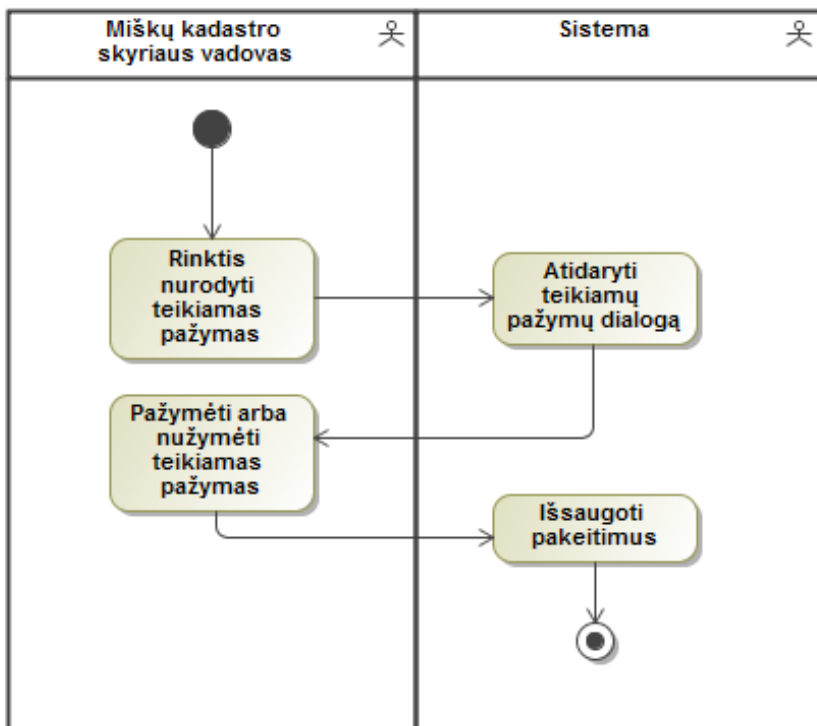 Miškų kadastro
skyriaus vadovas
Sistema
Rinktis
nurodyti
teikiamas
pažymas
Atidaryti
teikiamų
pažymų dialogą
Pažymėti arba
nužymėti
teikiamas
pažymas
Išsaugoti
pakeitimus